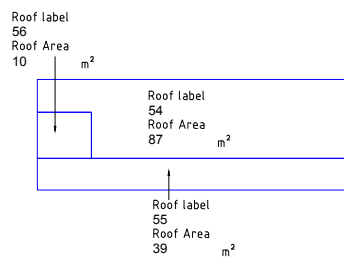 Roof label
56
Roof Area
10 m²
Roof label
54
Roof Area
87 m²
Roof label
55
Roof Area
39 m²